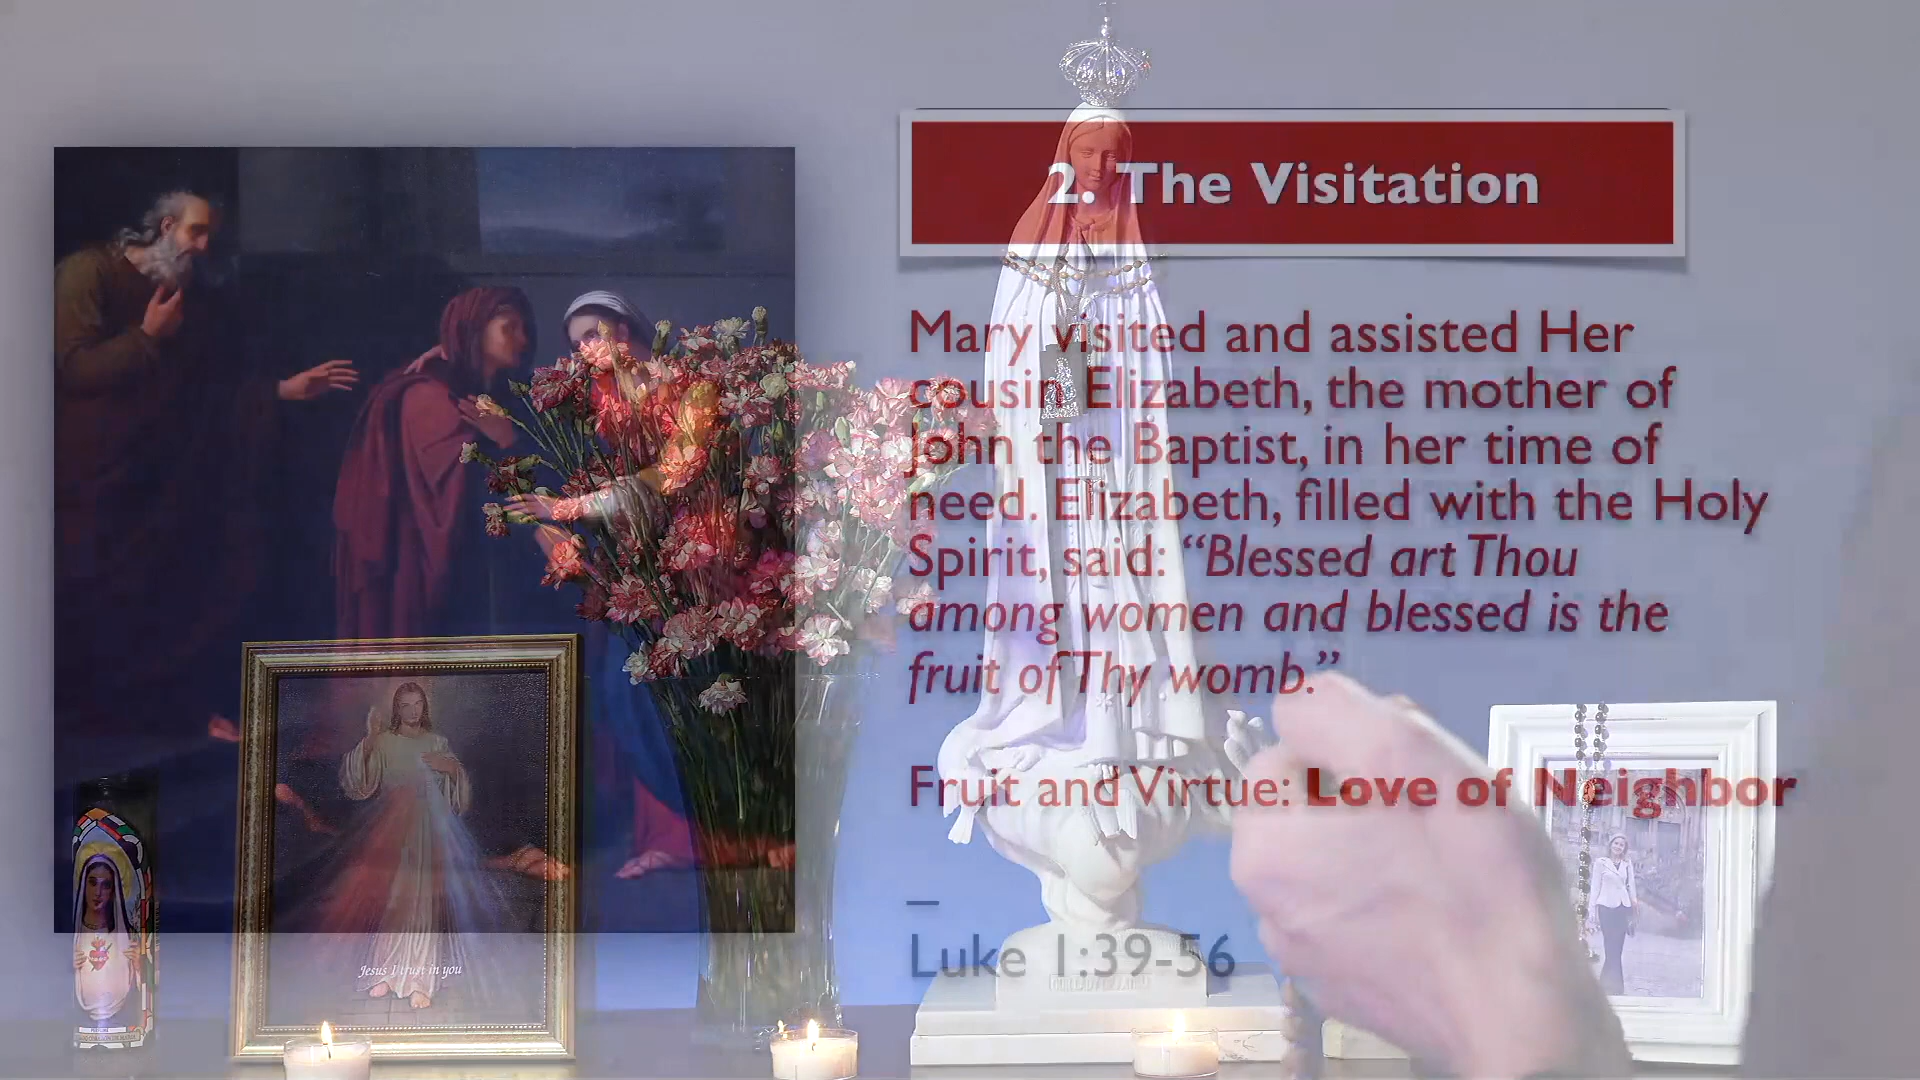 2. The Visitation
Mary visited and assisted Her
cousin Elizabeth, the mother of
John the Baptist, in her time of
need. Elizabeth, filled with the Holy
Spirit, said: “Blessed art Thou
among women and blessed is the
fruit of Thy womb.”
Fruit and Virtue: Love of Neighbor
–
Luke 1:39-56
Jesus I trust in you